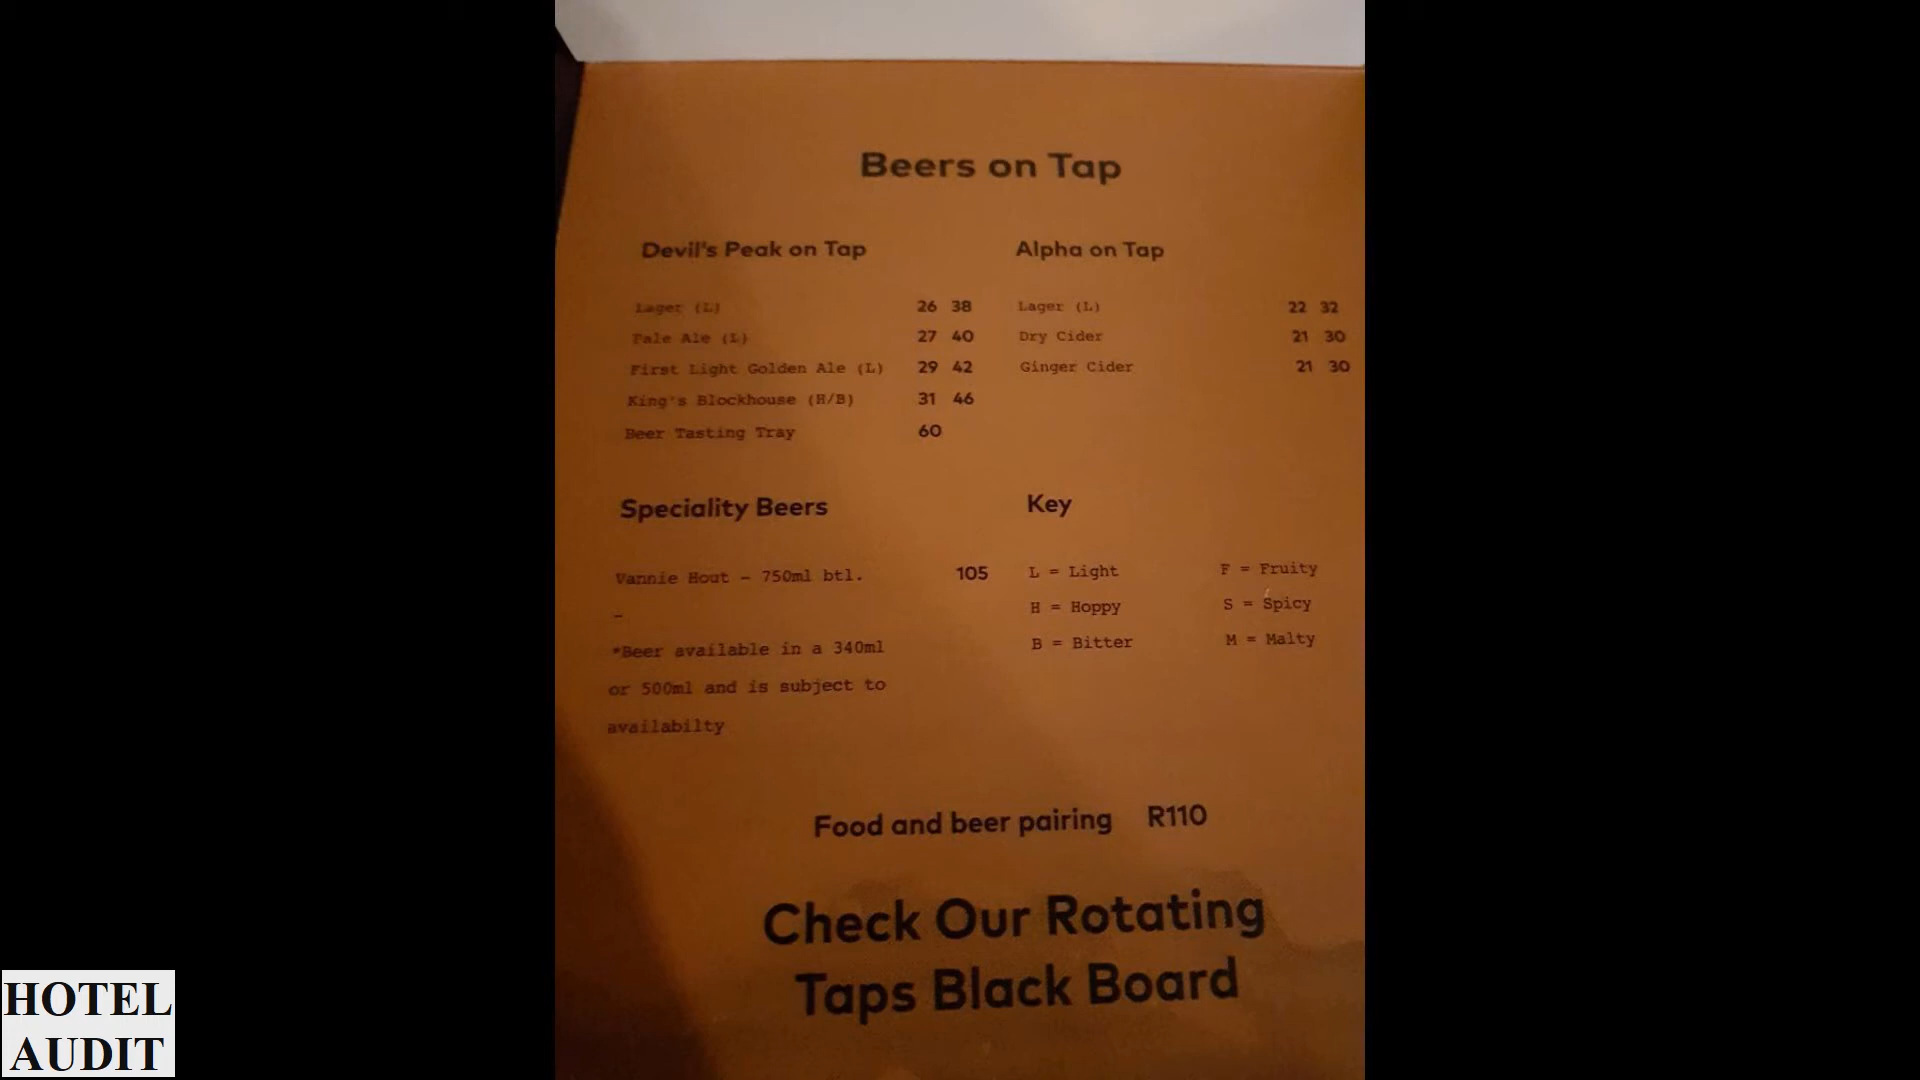 Beers on Tap
Devil's Peak on Tap
Lager (L) 26 38
Pale Ale (L) 27 40
First Light Golden Ale (L) 29 42
King's Blockhouse (H/B) 31 46
Beer Tasting Tray 60
Alpha on Tap
Lager (L) 22 32
Dry Cider 21 30
Ginger Cider 21 30
Speciality Beers
Vannie Hout - 750ml btl. 105
-
*Beer available in a 340ml
or 500ml and is subject to
availabilty
Key
L = Light F = Fruity
H = Hoppy S = Spicy
B = Bitter M = Malty
Food and beer pairing R110
Check Our Rotating
Taps Black Board
HOTEL
AUDIT